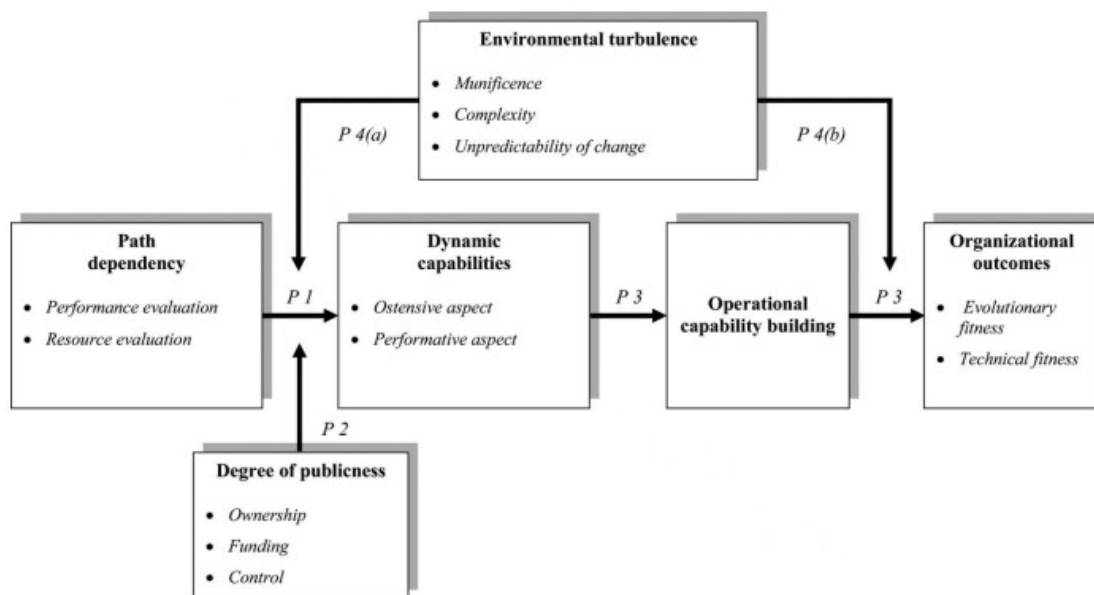 Environmental turbulence
• Munificence
• Complexity
• Unpredictability of change
P 4(a)
P 4(b)
Path
dependency
• Performance evaluation
• Resource evaluation
P 1
Dynamic
capabilities
• Ostensive aspect
• Performative aspect
P 3
Operational
capability building
P 3
Organizational
outcomes
• Evolutionary
fitness
• Technical fitness
P 2
Degree of publicness
• Ownership
• Funding
• Control